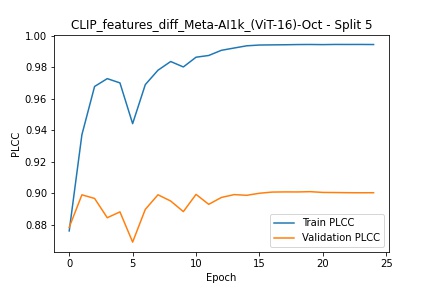 CLIP_features_diff_Meta-AI1k_(ViT-16)-Oct - Split 5
1.00
0.98
0.96
0.94
0.92
0.90
0.88
PLCC
Train PLCC
Validation PLCC
0
5
10
15
20
25
Epoch